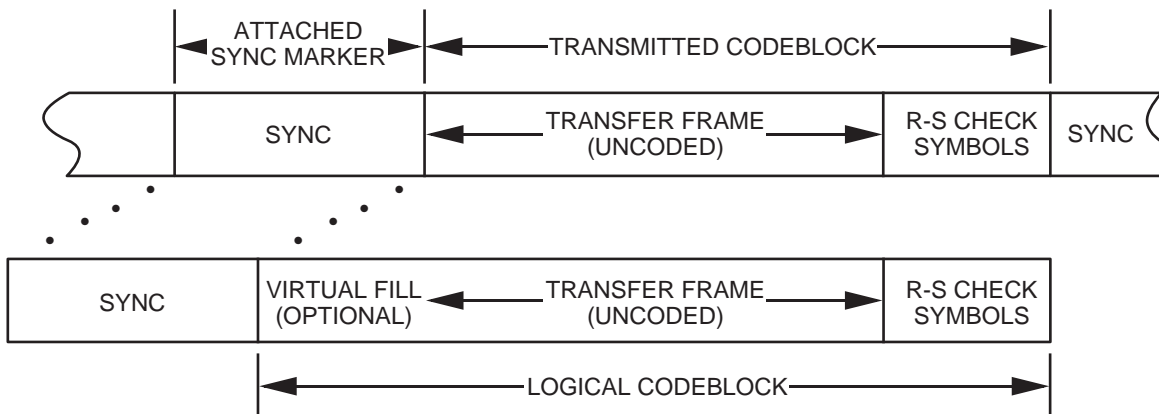 ATTACHED
SYNC MARKER
TRANSMITTED CODEBLOCK
SYNC
TRANSFER FRAME
(UNCODED)
R-S CHECK
SYMBOLS
SYNC
SYNC
VIRTUAL FILL
(OPTIONAL)
TRANSFER FRAME
(UNCODED)
R-S CHECK
SYMBOLS
LOGICAL CODEBLOCK